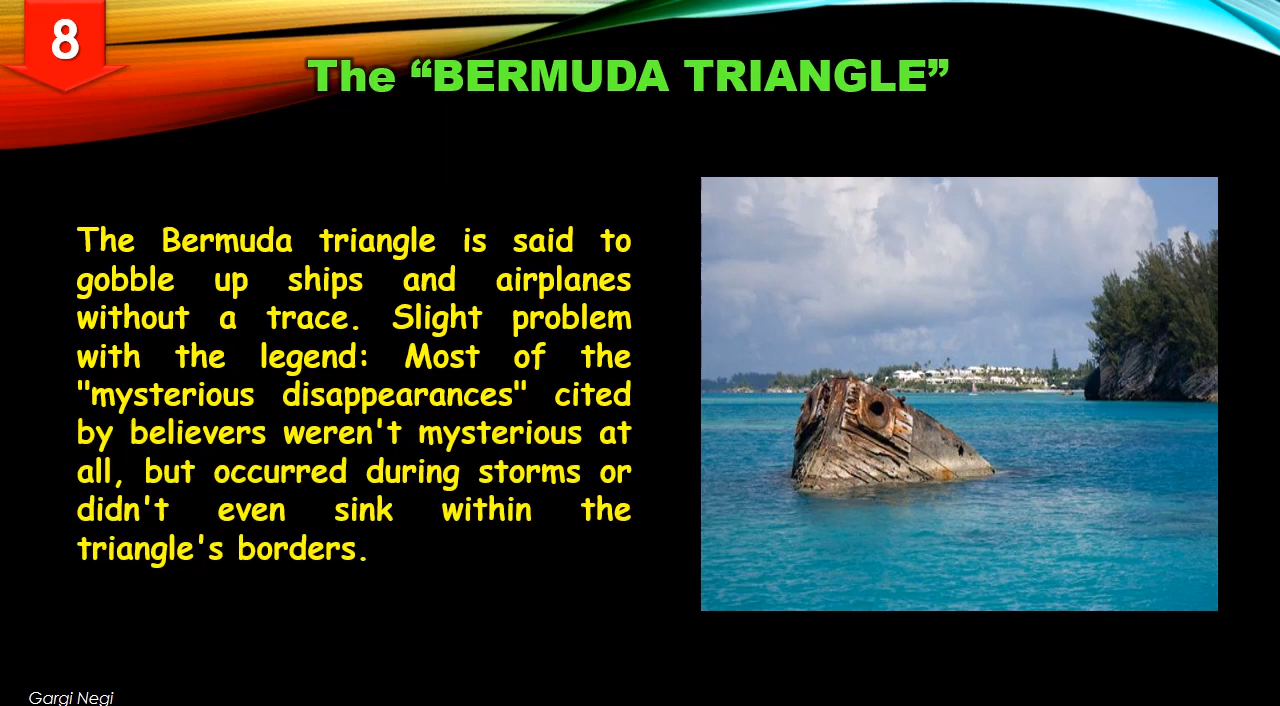 8
The “BERMUDA TRIANGLE”
The Bermuda triangle is said to
gobble up ships and airplanes
without a trace. Slight problem
with the legend: Most of the
"mysterious disappearances" cited
by believers weren't mysterious at
all, but occurred during storms or
didn't even sink within the
triangle's borders.
Gargi Negi